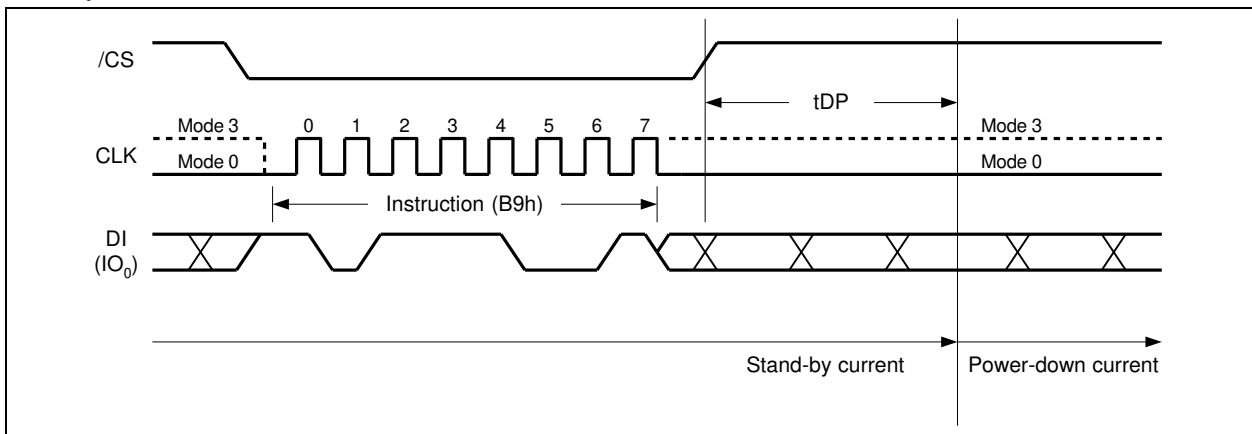 /CS
tDP
Mode 3 0 1 2 3 4 5 6 7 Mode 3
CLK
Mode 0 Mode 0
Instruction (B9h)
DI
(IO0)
Stand-by current Power-down current